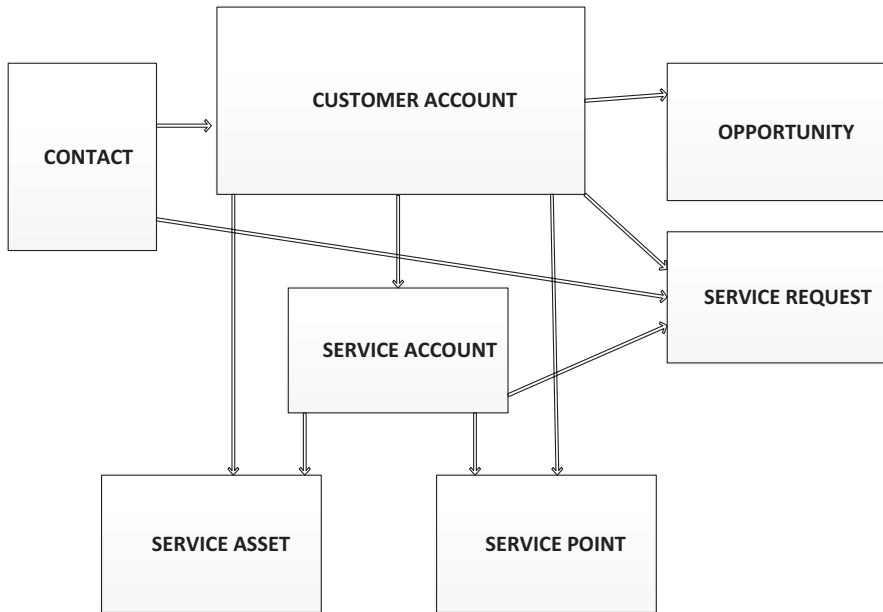 CUSTOMER ACCOUNT
CONTACT
OPPORTUNITY
SERVICE REQUEST
SERVICE ACCOUNT
SERVICE ASSET
SERVICE POINT